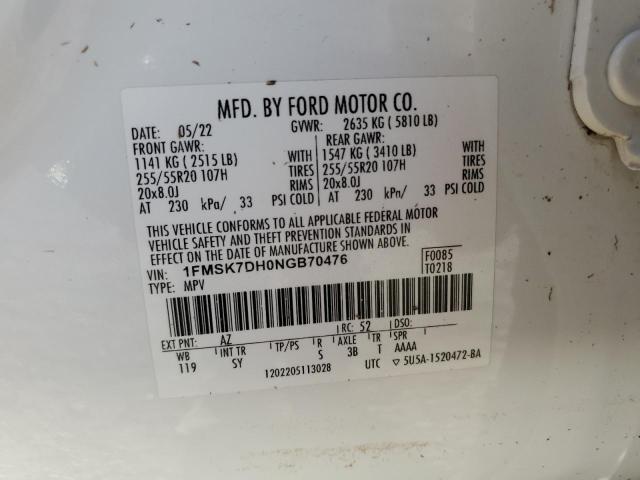 MFD. BY FORD MOTOR CO.
DATE: 05/22 GVWR: 2635 KG ( 5810 LB)
FRONT GAWR: REAR GAWR:
1141 KG ( 2515 LB) WITH 1547 KG ( 3410 LB) WITH
255/55R20 107H TIRES 255/55R20 107H TIRES
20x8.0J RIMS 20x8.0J RIMS
AT 230 kPa/ 33 PSI COLD AT 230 kPa/ 33 PSI COLD
THIS VEHICLE CONFORMS TO ALL APPLICABLE FEDERAL MOTOR
VEHICLE SAFETY AND THEFT PREVENTION STANDARDS IN
EFFECT ON THE DATE OF MANUFACTURE SHOWN ABOVE.
VIN: 1FMSK7DH0NGB70476 F0085
TYPE: MPV T0218
EXT PNT: AZ RC: 52 DSO:
WB INT TR TP/PS R AXLE TR SPR
119 SY S 3B T AAAA
1202205113028 UTC ▽ 5U5A-1520472-BA